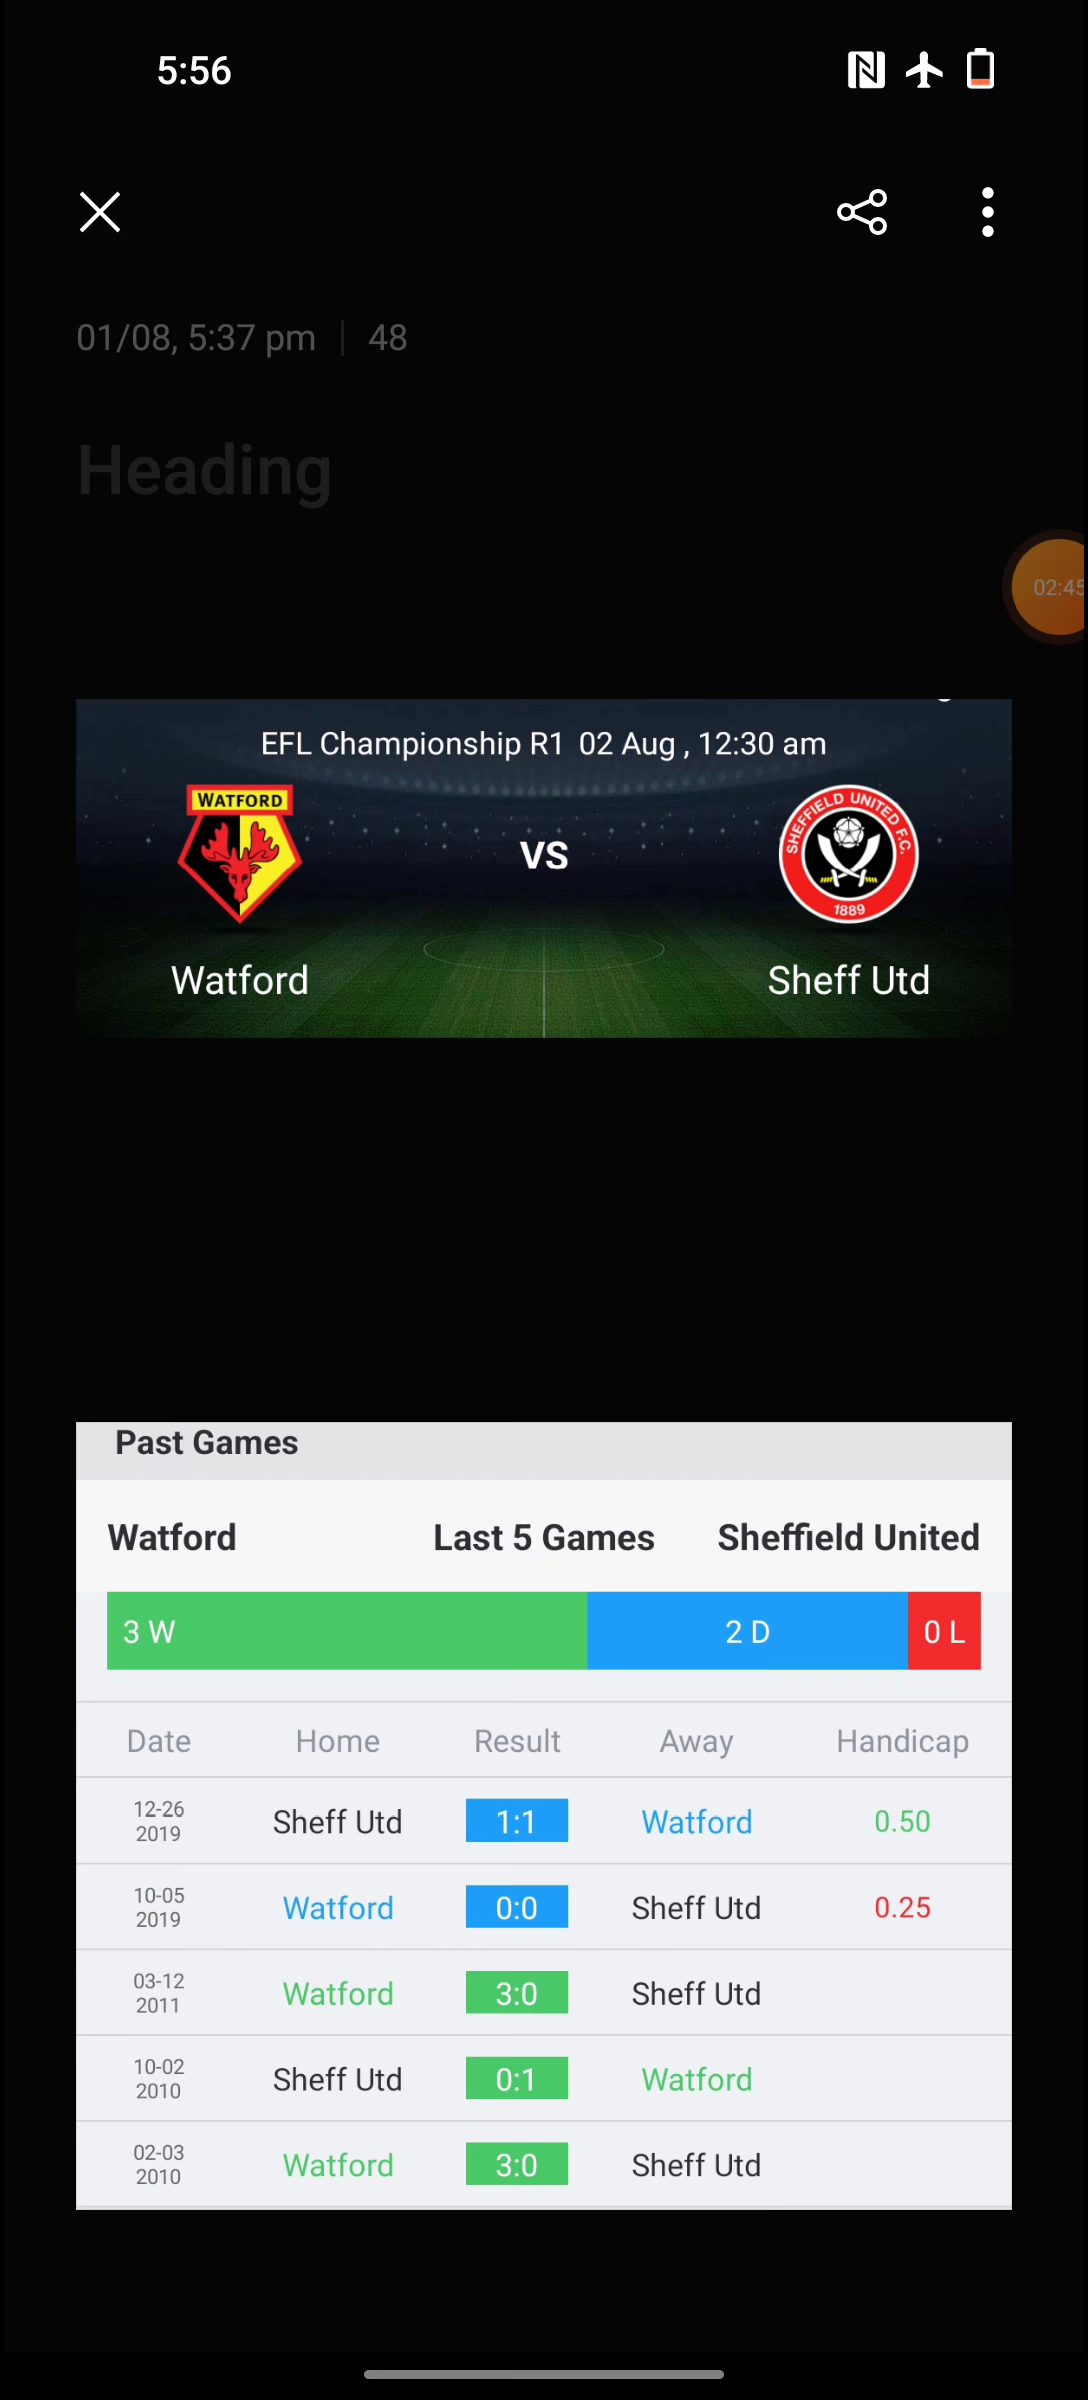 5:56
01/08, 5:37 pm | 48
Heading
02:45
EFL Championship R1 02 Aug , 12:30 am
WATFORD
SHEFFIELD UNITED F.C.
1889
VS
Watford Sheff Utd
Past Games
Watford Last 5 Games Sheffield United
3 W 2 D 0 L
Date Home Result Away Handicap
12-26
2019
Sheff Utd 1:1 Watford 0.50
10-05
2019
Watford 0:0 Sheff Utd 0.25
03-12
2011
Watford 3:0 Sheff Utd
10-02
2010
Sheff Utd 0:1 Watford
02-03
2010
Watford 3:0 Sheff Utd